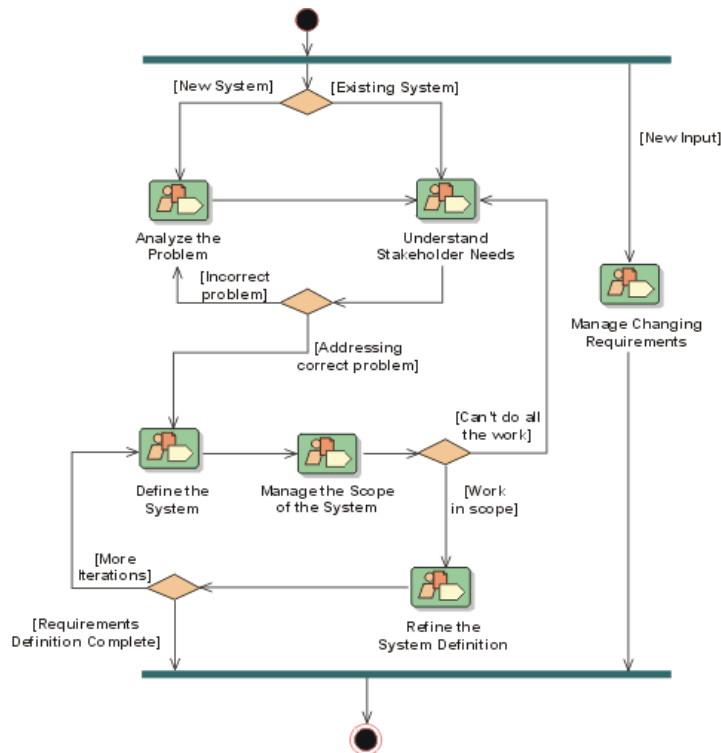 [New System]
[Existing System]
[New Input]
Analyze the
Problem
Understand
Stakeholder Needs
[Incorrect
problem]
Manage Changing
Requirements
[Addressing
correct problem]
[Can't do all
the work]
Define the
System
Manage the Scope
of the System
[Work
in scope]
[More
Iterations]
[Requirements
Definition Complete]
Refine the
System Definition